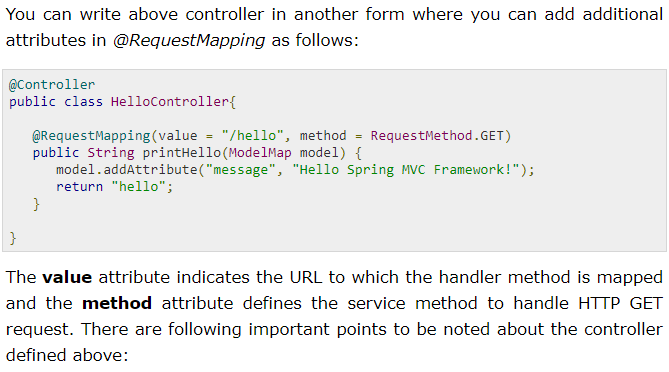 You can write above controller in another form where you can add additional
attributes in @RequestMapping as follows:
@Controller
public class HelloController{
@RequestMapping(value = "/hello", method = RequestMethod.GET)
public String printHello(ModelMap model) {
model.addAttribute("message", "Hello Spring MVC Framework!");
return "hello";
}
}
The value attribute indicates the URL to which the handler method is mapped
and the method attribute defines the service method to handle HTTP GET
request. There are following important points to be noted about the controller
defined above: